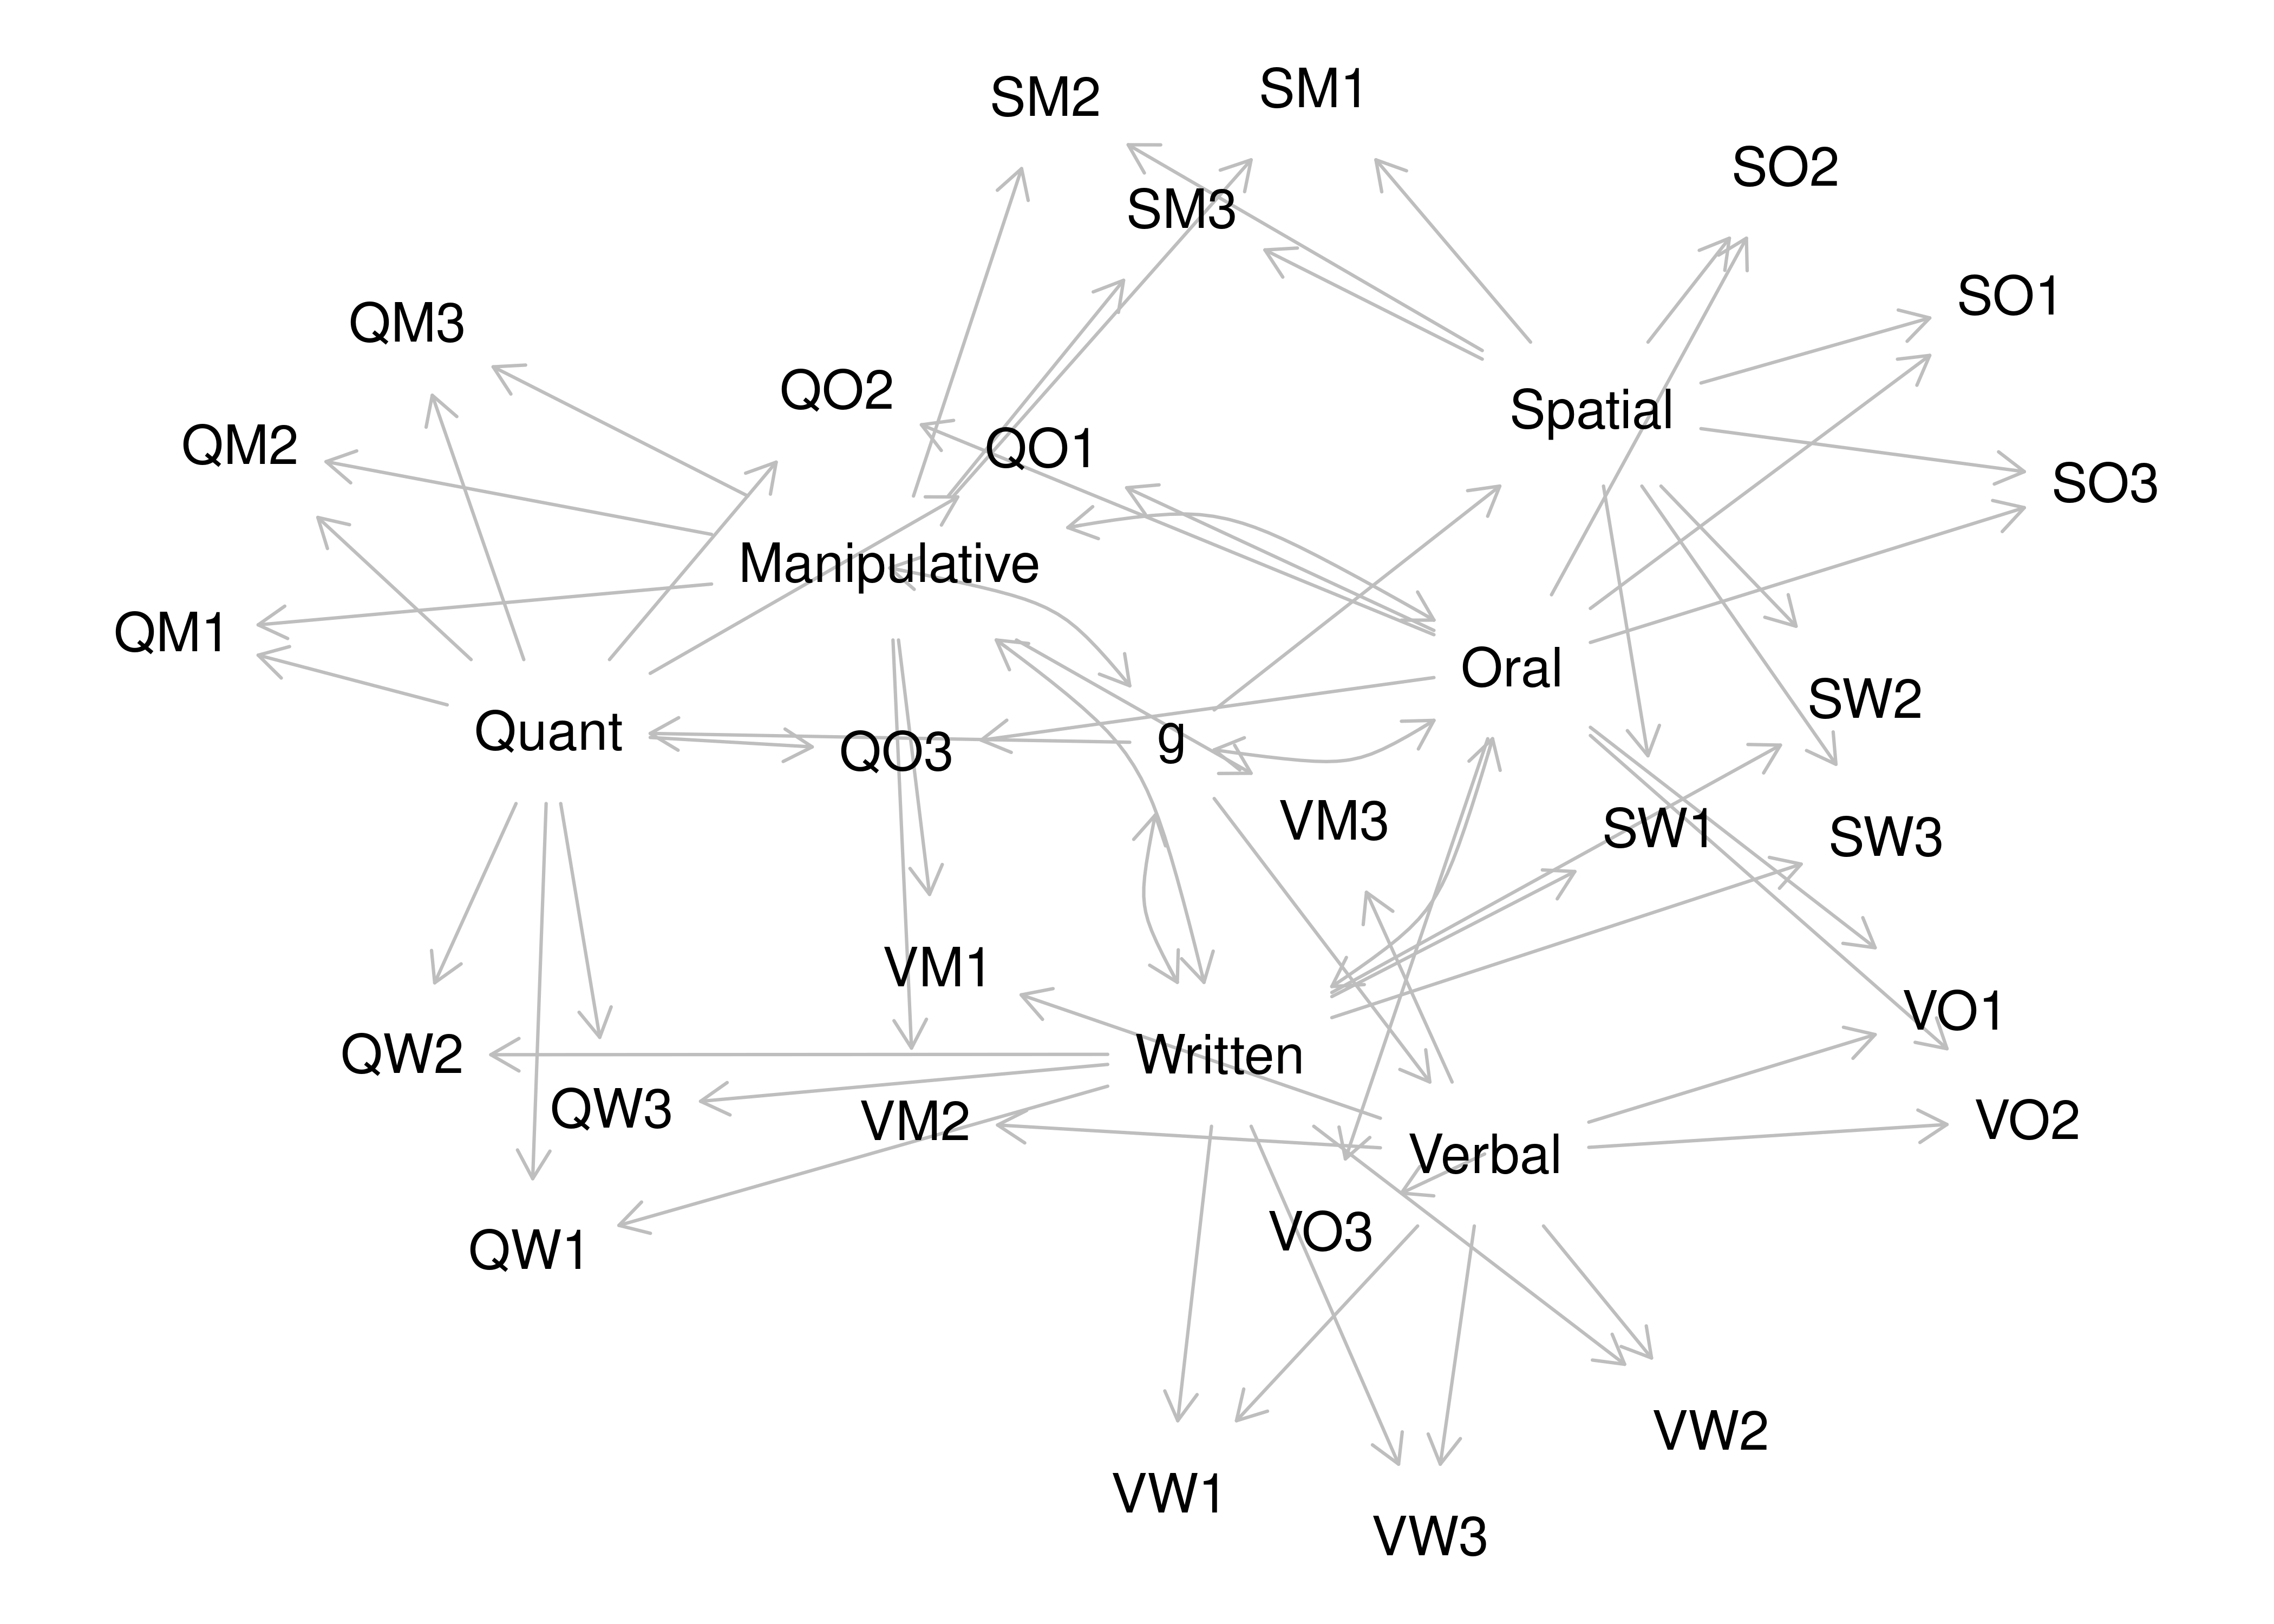 SM1
SM2
SO2
SM3
SO1
QM3
QO2
Spatial
QM2
QO1
SO3
Manipulative
QM1
Oral
SW2
Quant
g
QO3
VM3
SW1
SW3
VM1
VO1
QW2
Written
QW3
VM2
VO2
Verbal
VO3
QW1
VW2
VW1
VW3